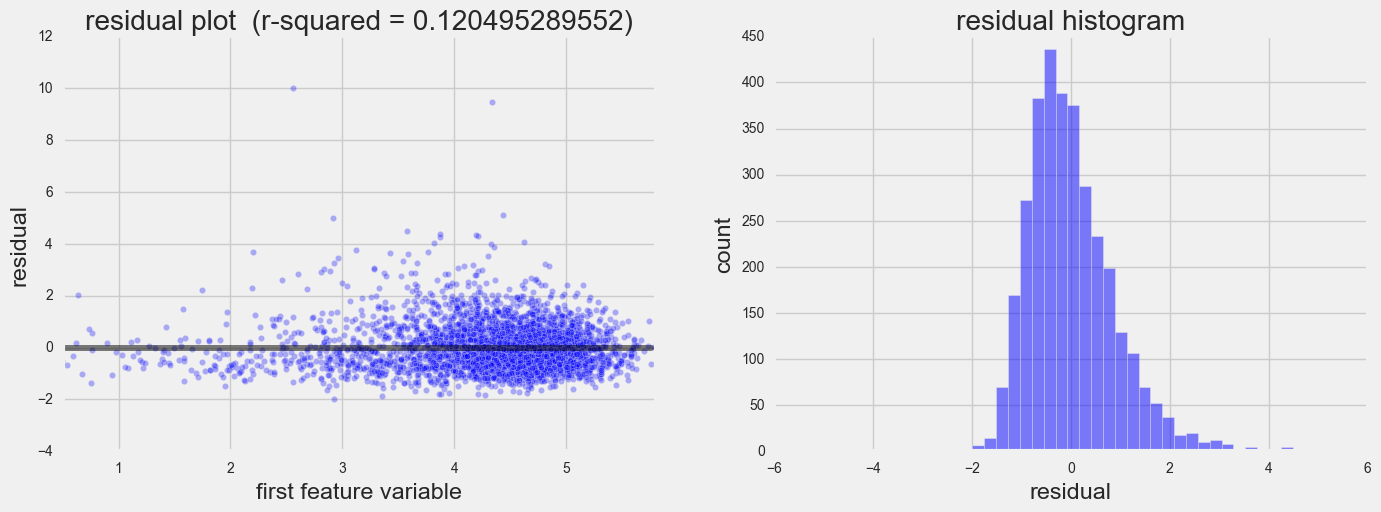 residual plot  (r-squared = 0.120495289552)
12
10
8
6
4
2
0
−2
−4
residual
1 2 3 4 5
first feature variable
residual histogram
450
400
350
300
250
200
150
100
50
0
count
−6 −4 −2 0 2 4 6
residual